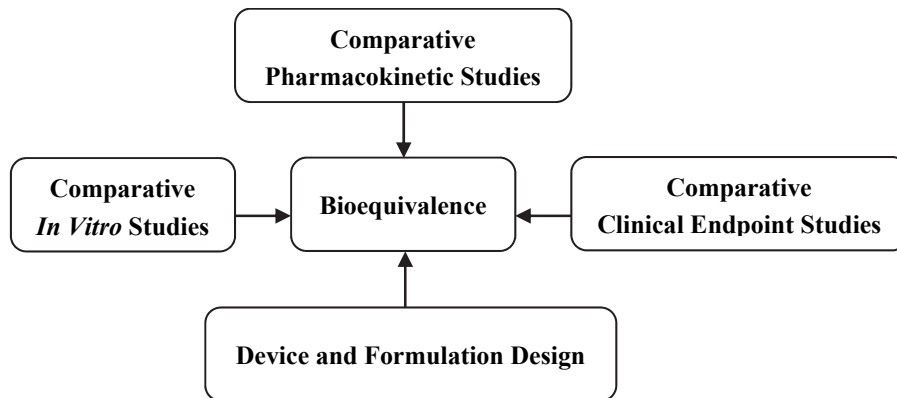 Comparative
Pharmacokinetic Studies
Comparative
In Vitro Studies
Bioequivalence
Comparative
Clinical Endpoint Studies
Device and Formulation Design